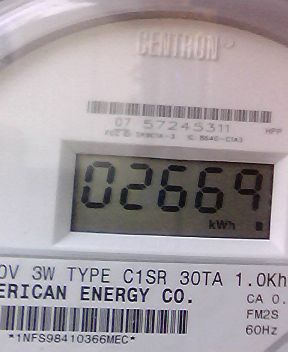 CENTRON®
07 57245311
HPP
02669
kWh
0V 3W TYPE C1SR 30TA 1.0Kh
ERICAN ENERGY CO.
CA 0.
FM2S
60Hz
*1NFS98410366MEC*